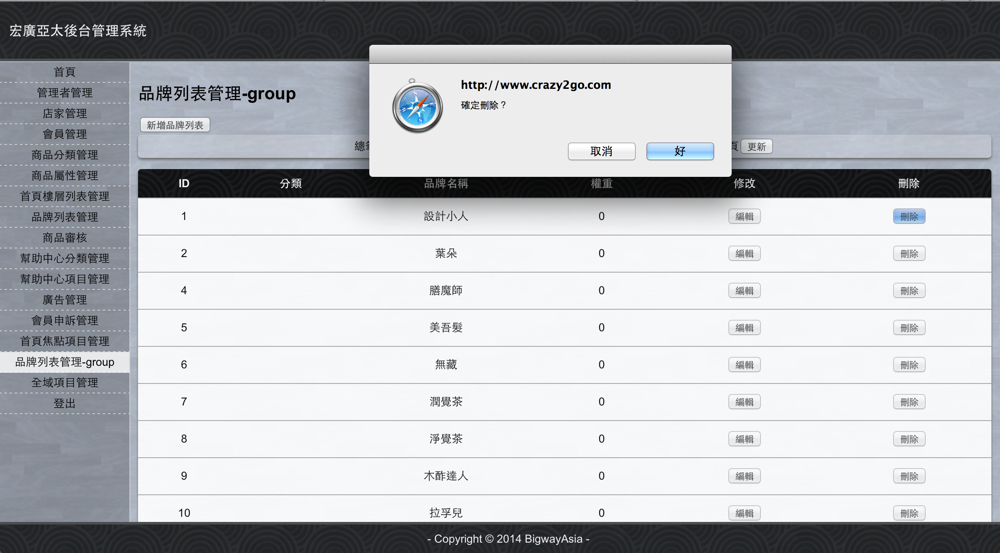 宏廣亞太後台管理系統
http://www.crazy2go.com
確定刪除？
取消 好
首頁
管理者管理
店家管理
會員管理
商品分類管理
商品屬性管理
首頁樓層列表管理
品牌列表管理
商品審核
幫助中心分類管理
幫助中心項目管理
廣告管理
會員申訴管理
首頁焦點項目管理
品牌列表管理-group
全域項目管理
登出
品牌列表管理-group
新增品牌列表
總 頁 更新
ID 分類 品牌名稱 權重 修改 刪除
1 設計小人 0 編輯 刪除
2 葉朵 0 編輯 刪除
4 膳魔師 0 編輯 刪除
5 美吾髮 0 編輯 刪除
6 無藏 0 編輯 刪除
7 潤覺茶 0 編輯 刪除
8 淨覺茶 0 編輯 刪除
9 木酢達人 0 編輯 刪除
10 拉孚兒 0 編輯 刪除
- Copyright © 2014 BigwayAsia -